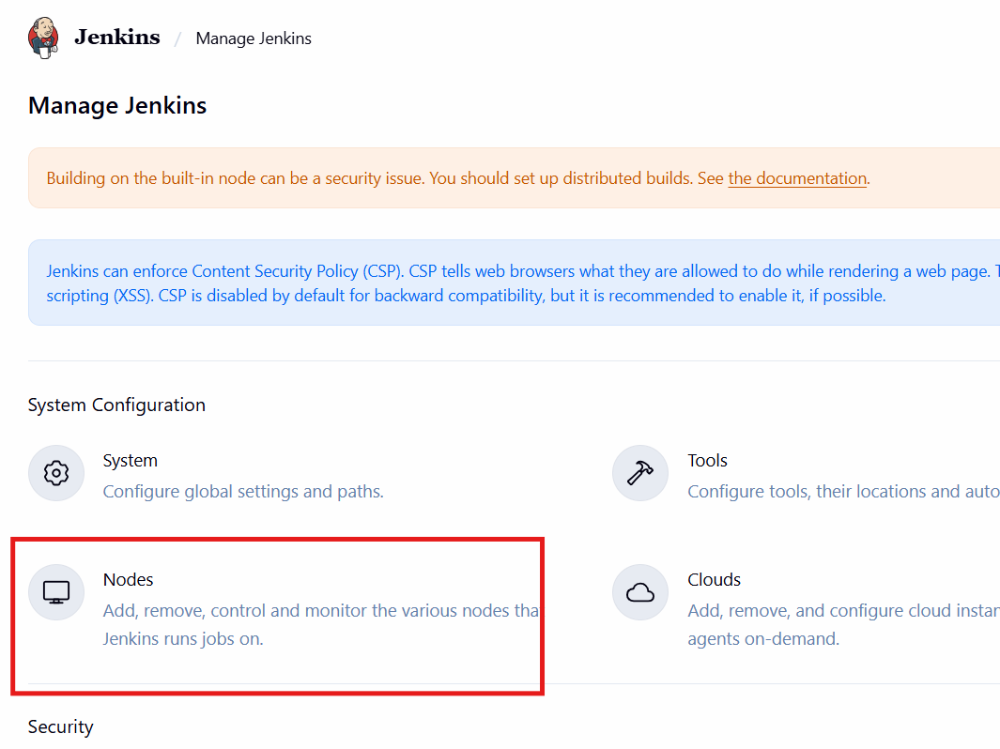 Jenkins / Manage Jenkins
Manage Jenkins
Building on the built-in node can be a security issue. You should set up distributed builds. See the documentation.
Jenkins can enforce Content Security Policy (CSP). CSP tells web browsers what they are allowed to do while rendering a web page.
scripting (XSS). CSP is disabled by default for backward compatibility, but it is recommended to enable it, if possible.
System Configuration
System
Configure global settings and paths.
Tools
Configure tools, their locations and auto
Nodes
Add, remove, control and monitor the various nodes that
Jenkins runs jobs on.
Clouds
Add, remove, and configure cloud instan
agents on-demand.
Security